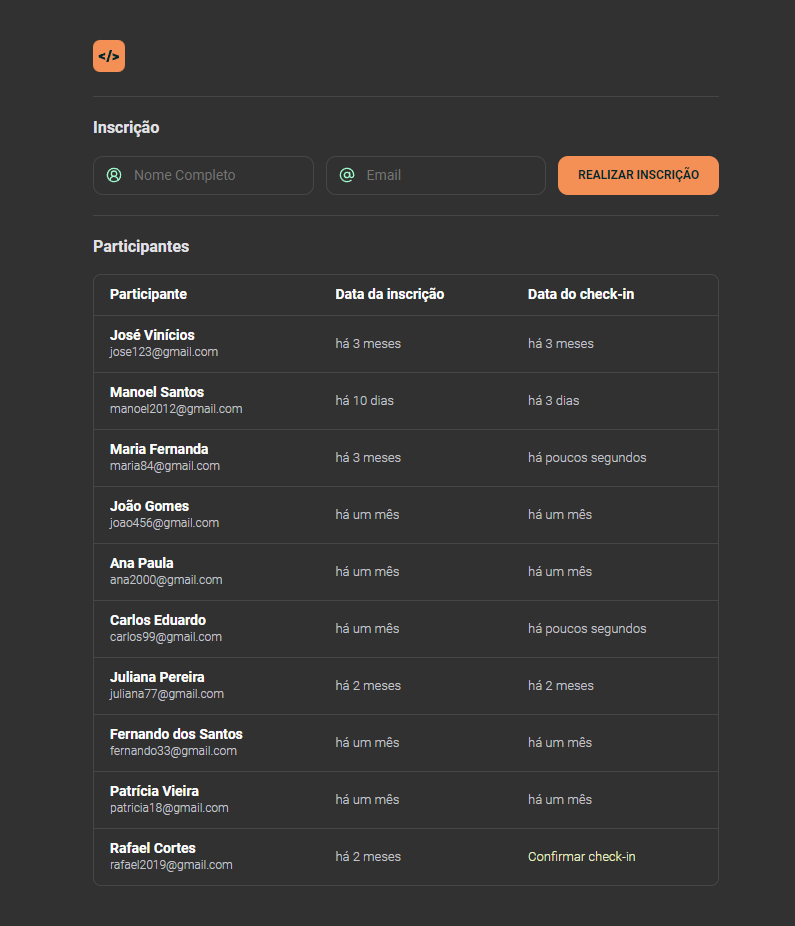 </>
Inscrição
Nome Completo Email REALIZAR INSCRIÇÃO
Participantes
Participante Data da inscrição Data do check-in
José Vinícios
jose123@gmail.com há 3 meses há 3 meses
Manoel Santos
manoel2012@gmail.com há 10 dias há 3 dias
Maria Fernanda
maria84@gmail.com há 3 meses há poucos segundos
João Gomes
joao456@gmail.com há um mês há um mês
Ana Paula
ana2000@gmail.com há um mês há um mês
Carlos Eduardo
carlos99@gmail.com há um mês há poucos segundos
Juliana Pereira
juliana77@gmail.com há 2 meses há 2 meses
Fernando dos Santos
fernando33@gmail.com há um mês há um mês
Patrícia Vieira
patricia18@gmail.com há um mês há um mês
Rafael Cortes
rafael2019@gmail.com há 2 meses Confirmar check-in